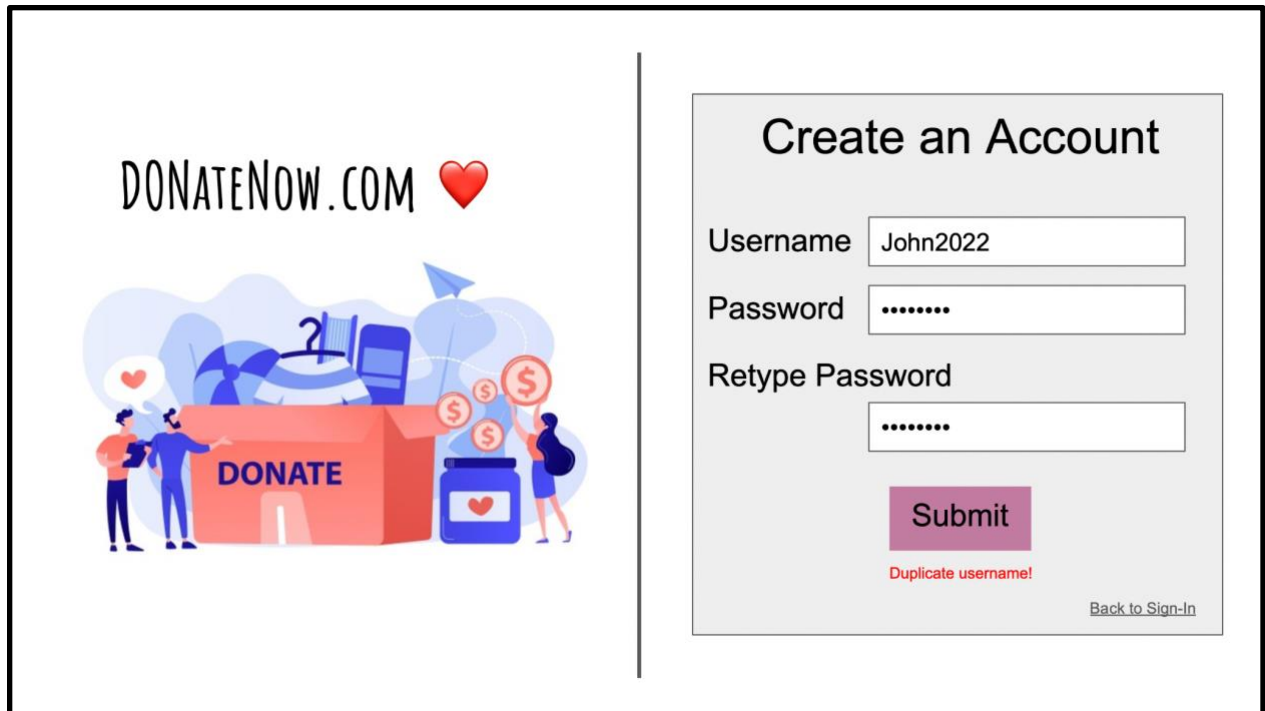 DONATENOW.COM ❤️
DONATE
Create an Account
Username John2022
Password ••••••••
Retype Password
••••••••
Submit
Duplicate username!
Back to Sign-In